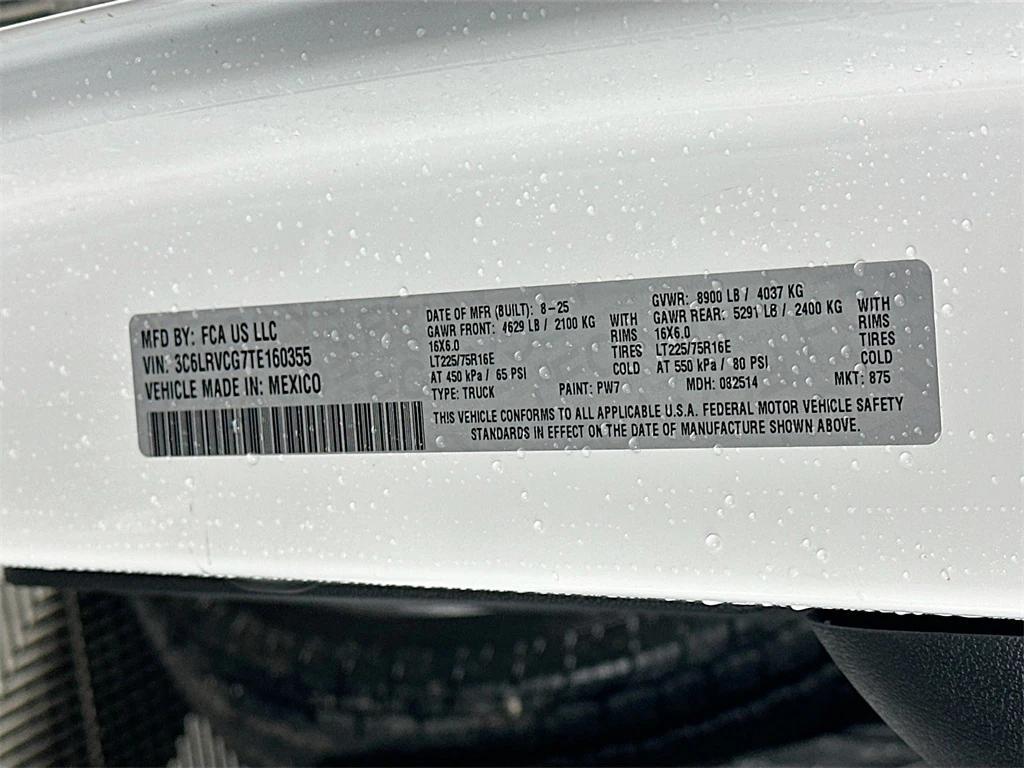 MFD BY: FCA US LLC
VIN: 3C6LRVCG7TE160355
VEHICLE MADE IN: MEXICO
DATE OF MFR (BUILT): 8-25
GAWR FRONT: 4629 LB / 2100 KG WITH
16X6.0 RIMS
LT225/75R16E TIRES
AT 450 kPa / 65 PSI COLD
TYPE: TRUCK PAINT: PW7
GVWR: 8900 LB / 4037 KG
GAWR REAR: 5291 LB / 2400 KG WITH
16X6.0 RIMS
LT225/75R16E TIRES
AT 550 kPa / 80 PSI COLD
MDH: 082514 MKT: 875
THIS VEHICLE CONFORMS TO ALL APPLICABLE U.S.A. FEDERAL MOTOR VEHICLE SAFETY
STANDARDS IN EFFECT ON THE DATE OF MANUFACTURE SHOWN ABOVE.